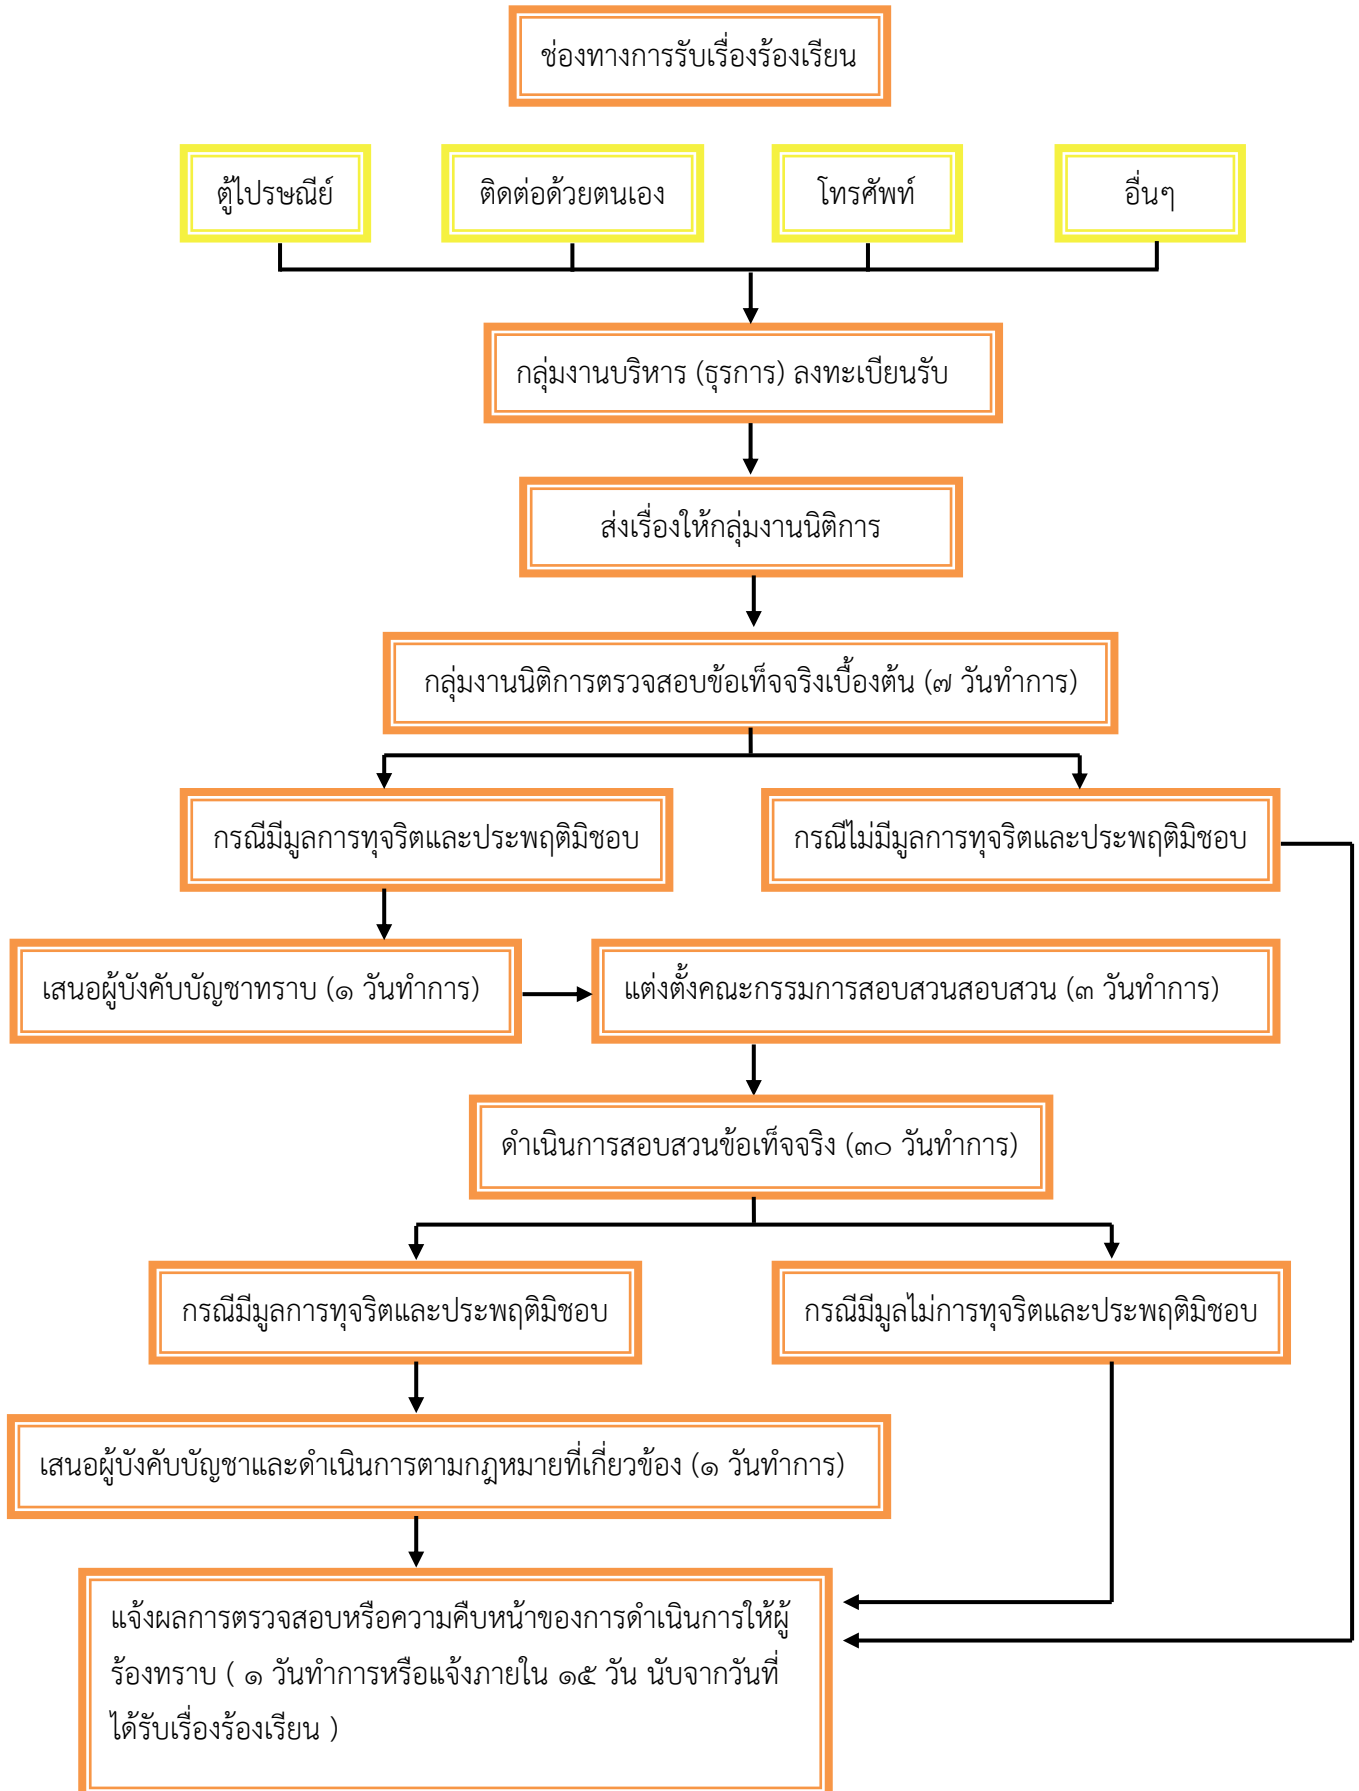 ช่องทางการรับเรื่องร้องเรียน
ตู้ไปรษณีย์
ติดต่อด้วยตนเอง
โทรศัพท์
อื่นๆ
กลุ่มงานบริหาร (ธุรการ) ลงทะเบียนรับ
ส่งเรื่องให้กลุ่มงานนิติการ
กลุ่มงานนิติการตรวจสอบข้อเท็จจริงเบื้องต้น (๗ วันทำการ)
กรณีมีมูลการทุจริตและประพฤติมิชอบ
กรณีไม่มีมูลการทุจริตและประพฤติมิชอบ
เสนอผู้บังคับบัญชาทราบ (๑ วันทำการ)
แต่งตั้งคณะกรรมการสอบสวนสอบสวน (๓ วันทำการ)
ดำเนินการสอบสวนข้อเท็จจริง (๓๐ วันทำการ)
กรณีมีมูลการทุจริตและประพฤติมิชอบ
กรณีมีมูลไม่การทุจริตและประพฤติมิชอบ
เสนอผู้บังคับบัญชาและดำเนินการตามกฎหมายที่เกี่ยวข้อง (๑ วันทำการ)
แจ้งผลการตรวจสอบหรือความคืบหน้าของการดำเนินการให้ผู้
ร้องทราบ ( ๑ วันทำการหรือแจ้งภายใน ๑๕ วัน นับจากวันที่
ได้รับเรื่องร้องเรียน )